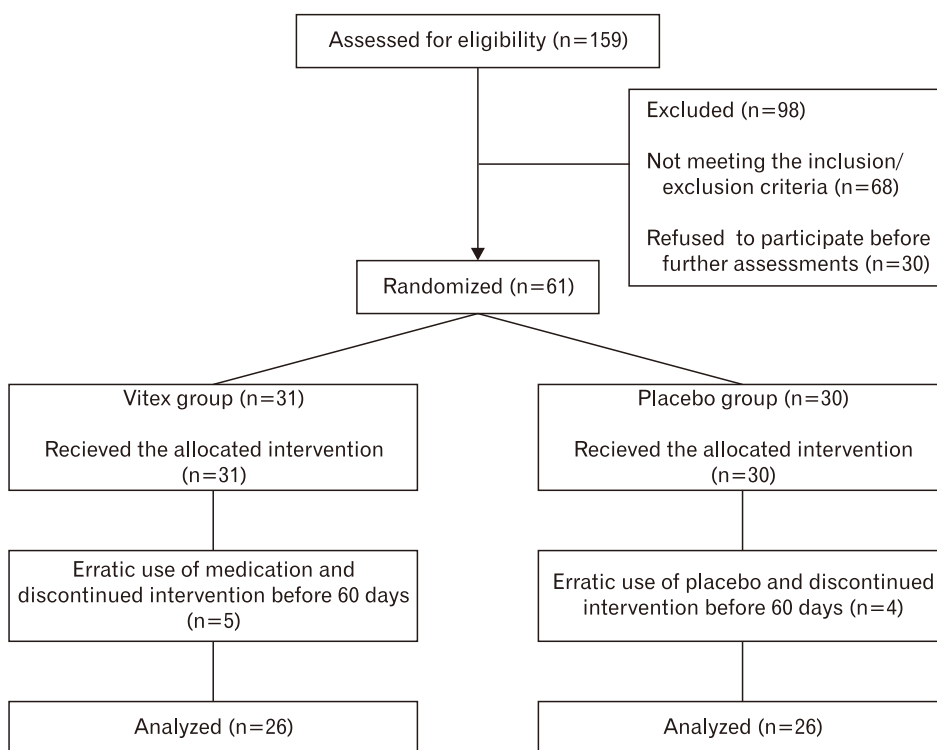 Assessed for eligibility (n=159)
Excluded (n=98)
Not meeting the inclusion/
exclusion criteria (n=68)
Refused to participate before
further assessments (n=30)
Randomized (n=61)
Vitex group (n=31)
Recieved the allocated intervention
(n=31)
Placebo group (n=30)
Recieved the allocated intervention
(n=30)
Erratic use of medication and
discontinued intervention before 60 days
(n=5)
Erratic use of placebo and discontinued
intervention before 60 days (n=4)
Analyzed (n=26)
Analyzed (n=26)